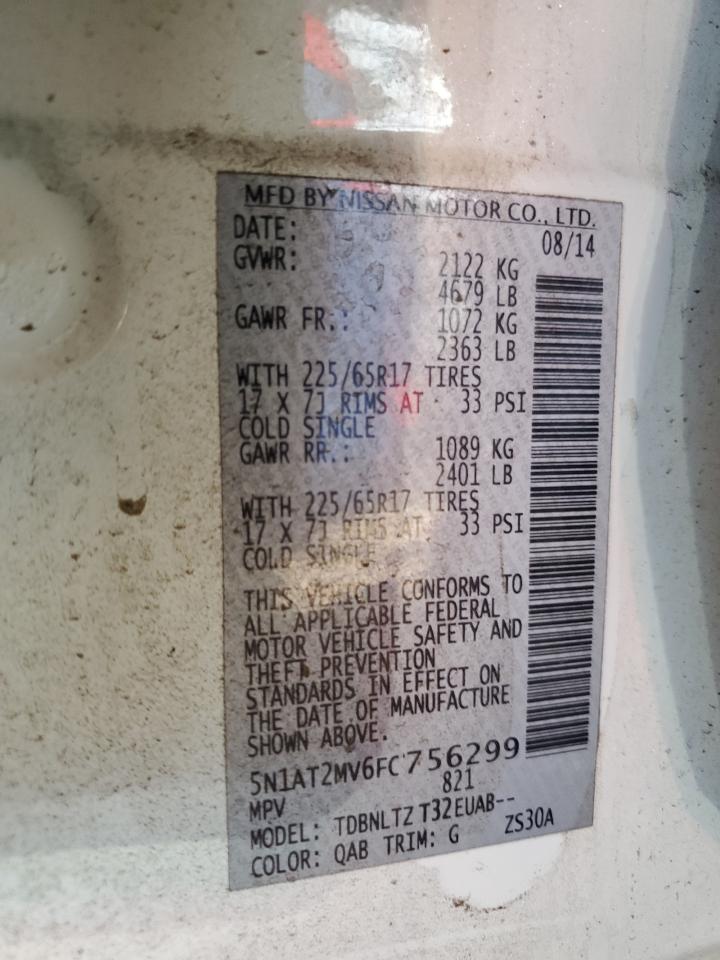 MFD BY NISSAN MOTOR CO., LTD.
DATE: 08/14
GVWR: 2122 KG
4679 LB
GAWR FR.: 1072 KG
2363 LB
WITH 225/65R17 TIRES
17 X 7J RIMS AT 33 PSI
COLD SINGLE
GAWR RR.: 1089 KG
2401 LB
WITH 225/65R17 TIRES
17 X 7J RIMS AT 33 PSI
COLD SINGLE
THIS VEHICLE CONFORMS TO
ALL APPLICABLE FEDERAL
MOTOR VEHICLE SAFETY AND
THEFT PREVENTION
STANDARDS IN EFFECT ON
THE DATE OF MANUFACTURE
SHOWN ABOVE.
5N1AT2MV6FC756299
MPV 821
MODEL: TDBNLTZ T32EUAB--
COLOR: QAB TRIM: G ZS30A